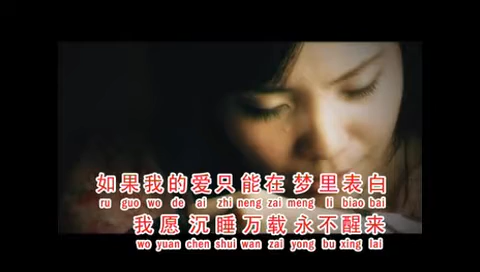 如果我的爱只能在梦里表白
ru guo wo de ai zhi neng zai meng li biao bai
我愿沉睡万载永不醒来
wo yuan chen shui wan zai yong bu xing lai